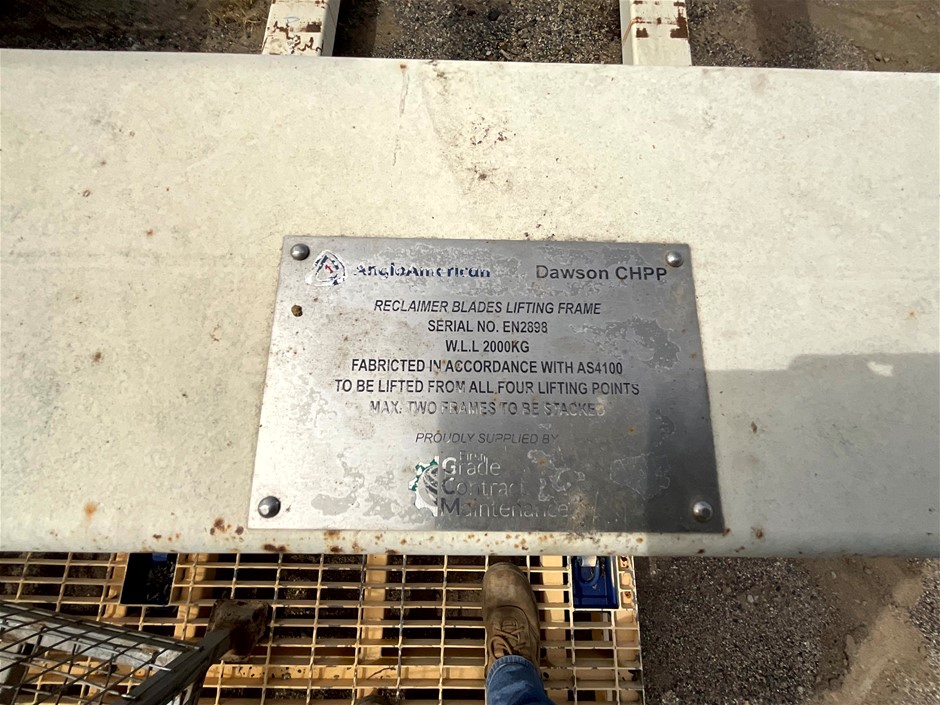 AngloAmerican Dawson CHPP
RECLAIMER BLADES LIFTING FRAME
SERIAL NO. EN2898
W.L.L 2000KG
FABRICTED IN ACCORDANCE WITH AS4100
TO BE LIFTED FROM ALL FOUR LIFTING POINTS
MAX. TWO FRAMES TO BE STACKED
PROUDLY SUPPLIED BY
First
Grade
Contract
Maintenance